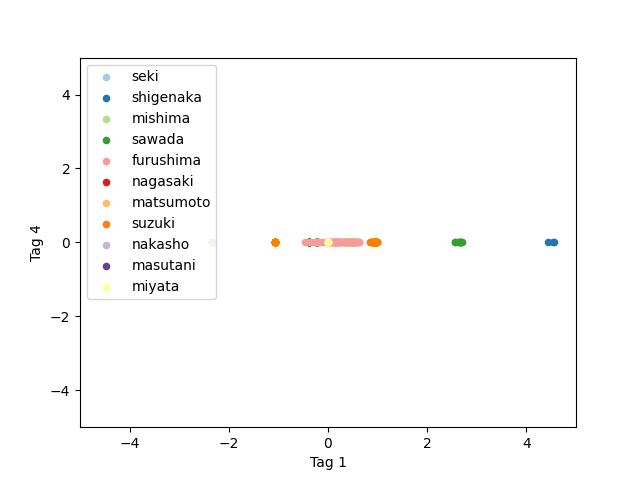 seki
shigenaka
mishima
sawada
furushima
nagasaki
matsumoto
suzuki
nakasho
masutani
miyata
4
2
0
−2
−4
Tag 4
−4
−2
0
2
4
Tag 1